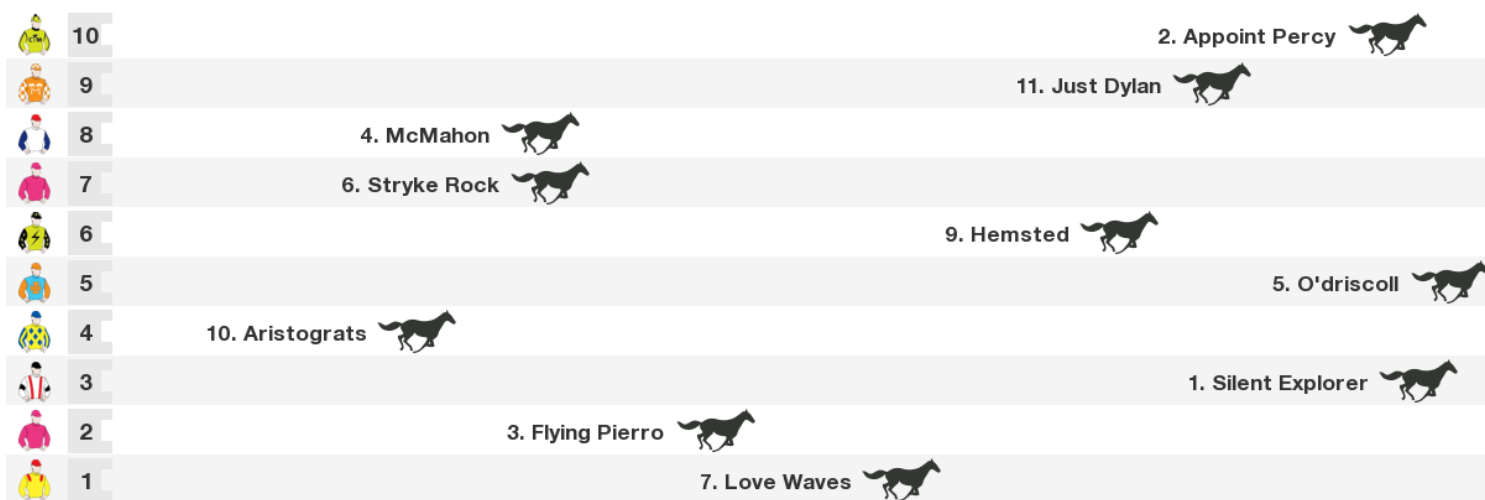 10 2. Appoint Percy
9 11. Just Dylan
8 4. McMahon
7 6. Stryke Rock
6 9. Hemsted
5 5. O'driscoll
4 10. Aristograts
3 1. Silent Explorer
2 3. Flying Pierro
1 7. Love Waves